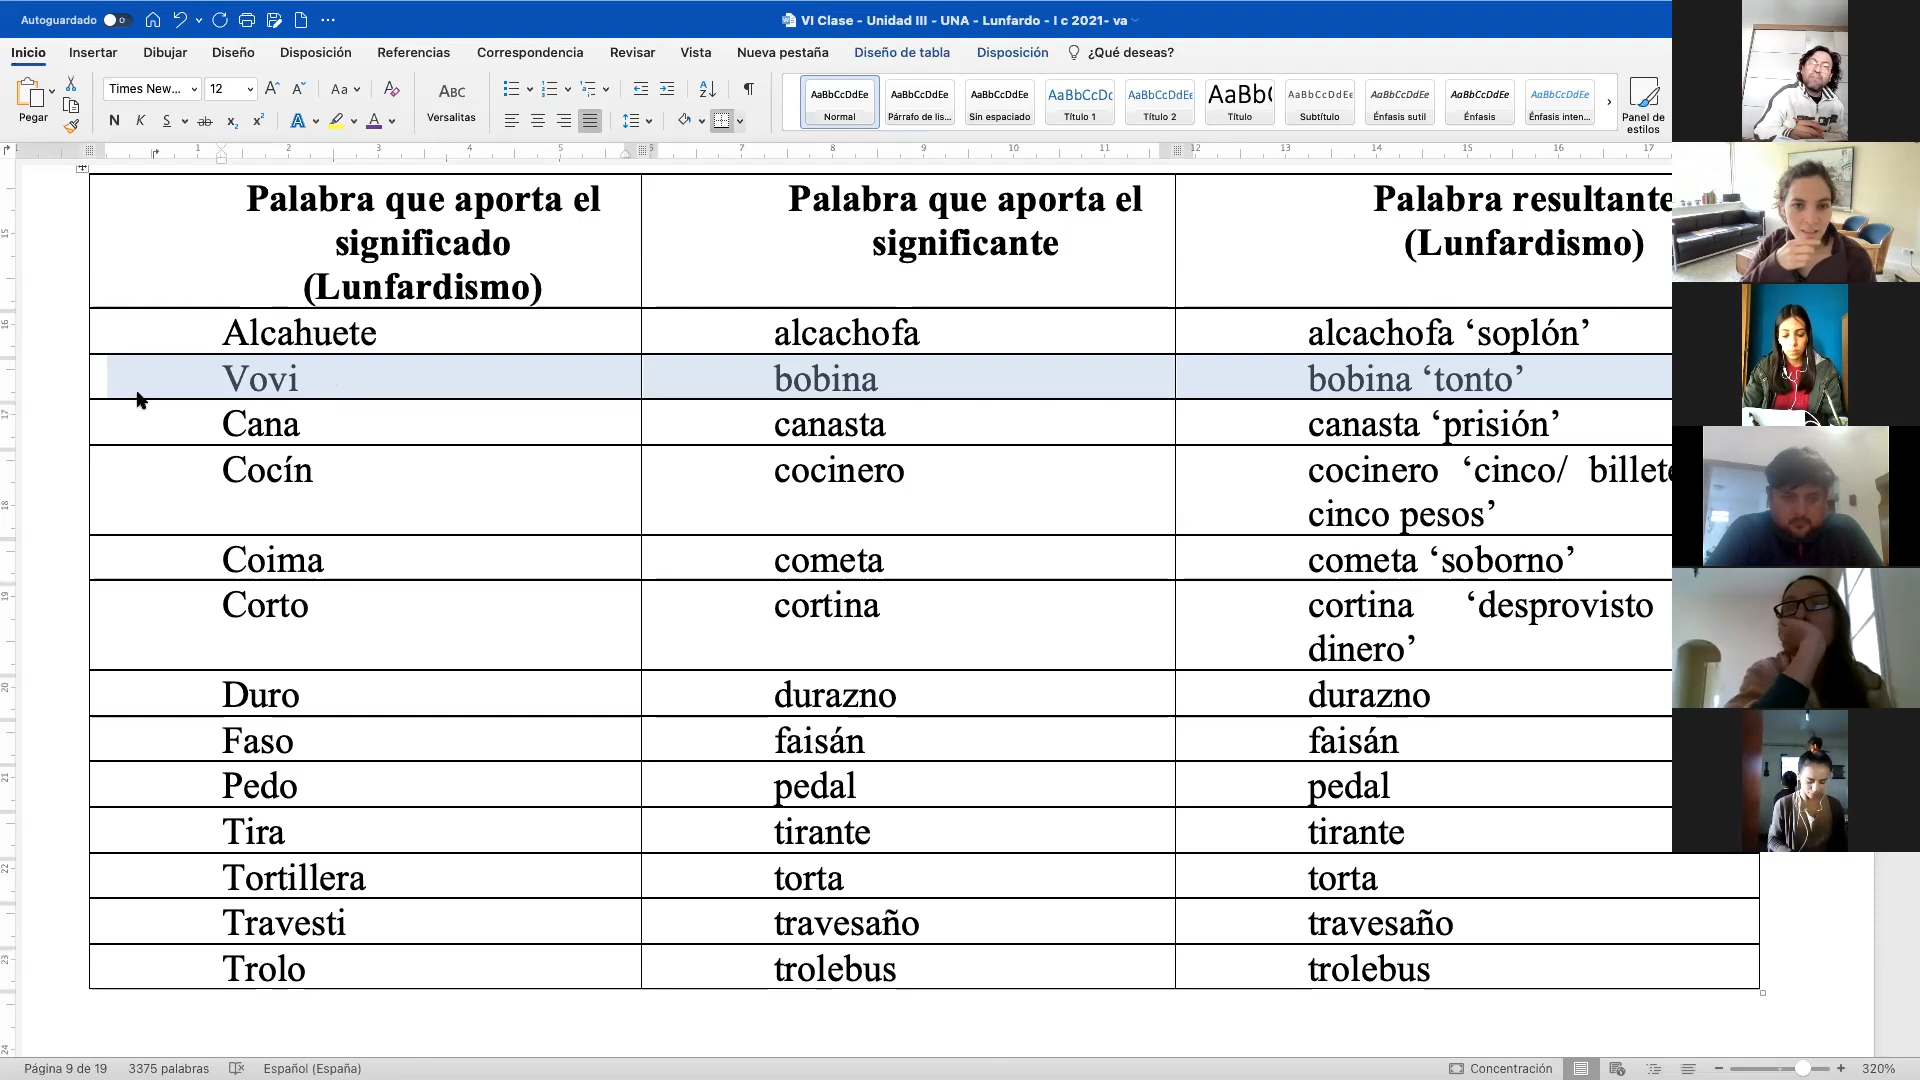 Autoguardado
VI Clase - Unidad III - UNA - Lunfardo - I c 2021- va
Inicio Insertar Dibujar Diseño Disposición Referencias Correspondencia Revisar Vista Nueva pestaña Diseño de tabla Disposición ¿Qué deseas?
Times New... 12
Pegar
Versalitas
Normal Párrafo de lis... Sin espaciado Título 1 Título 2 Título Subtítulo Énfasis sutil Énfasis Énfasis inten...
Panel de
estilos
Palabra que aporta el
significado
(Lunfardismo)
Palabra que aporta el
significante
Palabra resultante
(Lunfardismo)
Alcahuete alcachofa alcachofa ‘soplón’
Vovi bobina bobina ‘tonto’
Cana canasta canasta ‘prisión’
Cocín cocinero cocinero ‘cinco/ billete
cinco pesos’
Coima cometa cometa ‘soborno’
Corto cortina cortina ‘desprovisto
dinero’
Duro durazno durazno
Faso faisán faisán
Pedo pedal pedal
Tira tirante tirante
Tortillera torta torta
Travesti travesaño travesaño
Trolo trolebus trolebus
Página 9 de 19 3375 palabras Español (España) Concentración 320%